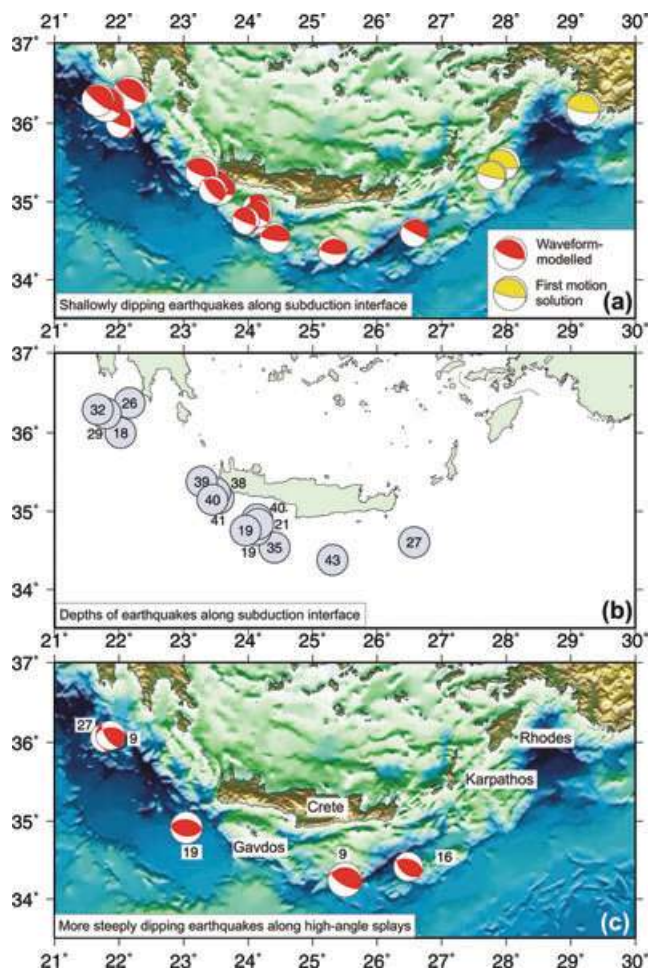 21° 22° 23° 24° 25° 26° 27° 28° 29° 30°
37°
36°
35°
34°
Waveform-
modelled
First motion
solution
(a)
Shallowly dipping earthquakes along subduction interface
21° 22° 23° 24° 25° 26° 27° 28° 29° 30°
37°
36°
35°
34°
32
26
29
18
39
38
40
41
40
19
21
19
35
43
27
Depths of earthquakes along subduction interface
(b)
21° 22° 23° 24° 25° 26° 27° 28° 29° 30°
37°
36°
35°
34°
27
9
Rhodes
Karpathos
Crete
19
Gavdos
9
16
More steeply dipping earthquakes along high-angle splays
(c)
21° 22° 23° 24° 25° 26° 27° 28° 29° 30°